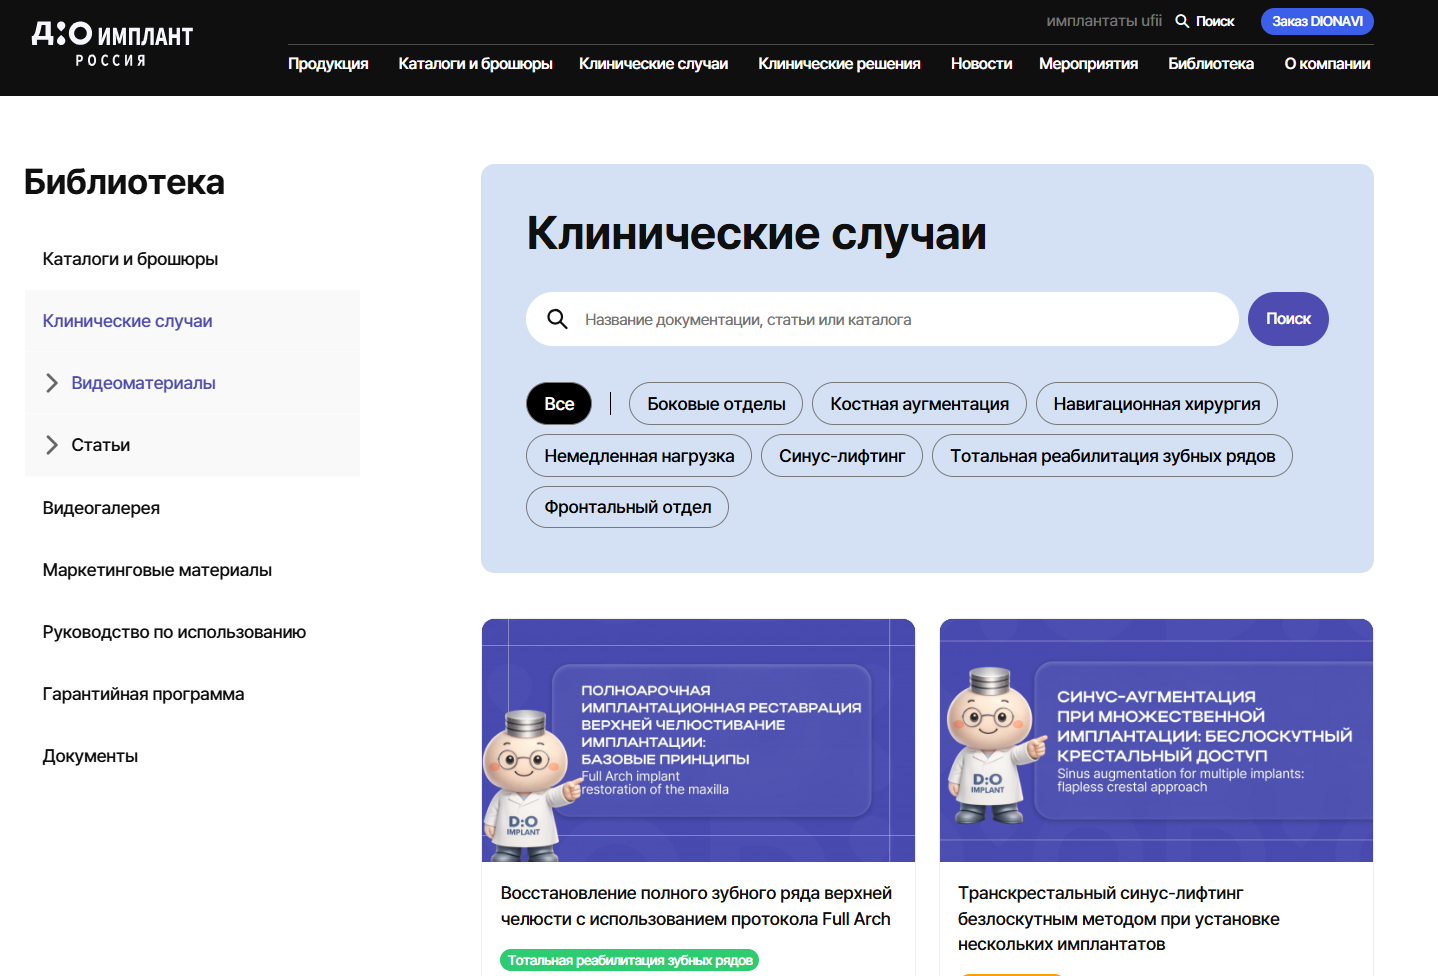 Д:О ИМПЛАНТ
РОССИЯ
имплантаты ufii
Поиск
Заказ DIONAVI
Продукция
Каталоги и брошюры
Клинические случаи
Клинические решения
Новости
Мероприятия
Библиотека
О компании
Библиотека
Каталоги и брошюры
Клинические случаи
Видеоматериалы
Статьи
Видеогалерея
Маркетинговые материалы
Руководство по использованию
Гарантийная программа
Документы
Клинические случаи
Название документации, статьи или каталога
Поиск
Все
Боковые отделы
Костная аугментация
Навигационная хирургия
Немедленная нагрузка
Синус-лифтинг
Тотальная реабилитация зубных рядов
Фронтальный отдел
ПОЛНОАРОЧНАЯ
ИМПЛАНТАЦИОННАЯ РЕСТАВРАЦИЯ
ВЕРХНЕЙ ЧЕЛЮСТИВАНИЕ
ИМПЛАНТАЦИИ:
БАЗОВЫЕ ПРИНЦИПЫ
Full Arch implant
restoration of the maxilla
D:O
IMPLANT
Восстановление полного зубного ряда верхней
челюсти с использованием протокола Full Arch
Тотальная реабилитация зубных рядов
СИНУС-АУГМЕНТАЦИЯ
ПРИ МНОЖЕСТВЕННОЙ
ИМПЛАНТАЦИИ: БЕСЛОСКУТНЫЙ
КРЕСТАЛЬНЫЙ ДОСТУП
Sinus augmentation for multiple implants:
flapless crestal approach
D:O
IMPLANT
Транскрестальный синус-лифтинг
безлоскутным методом при установке
нескольких имплантатов